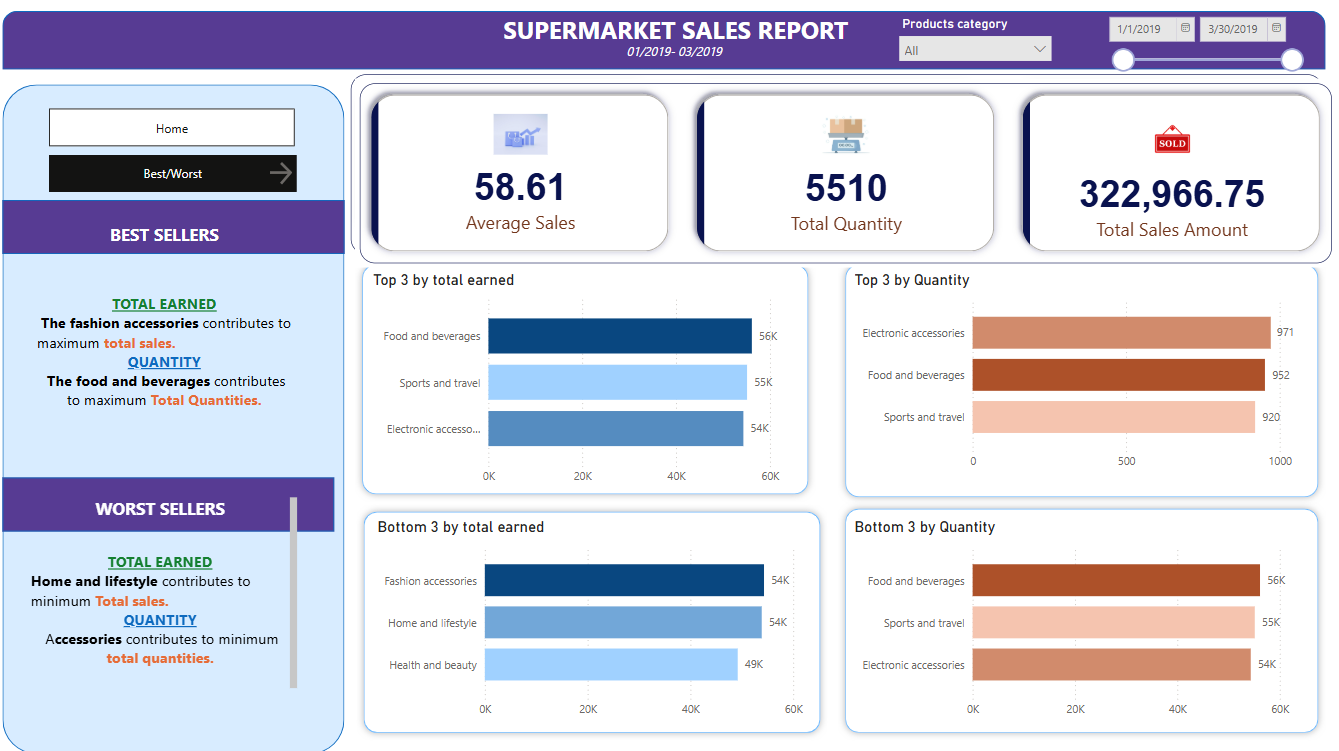 SUPERMARKET SALES REPORT
01/2019- 03/2019
Products category
All
1/1/2019
3/30/2019
Home
Best/Worst
BEST SELLERS
TOTAL EARNED
The fashion accessories contributes to
maximum total sales.
QUANTITY
The food and beverages contributes
to maximum Total Quantities.
WORST SELLERS
TOTAL EARNED
Home and lifestyle contributes to
minimum Total sales.
QUANTITY
Accessories contributes to minimum
total quantities.
58.61
Average Sales
5510
Total Quantity
SOLD
322,966.75
Total Sales Amount
Top 3 by total earned
Food and beverages 56K
Sports and travel 55K
Electronic accesso... 54K
0K 20K 40K 60K
Top 3 by Quantity
Electronic accessories 971
Food and beverages 952
Sports and travel 920
0 500 1000
Bottom 3 by total earned
Fashion accessories 54K
Home and lifestyle 54K
Health and beauty 49K
0K 20K 40K 60K
Bottom 3 by Quantity
Food and beverages 56K
Sports and travel 55K
Electronic accessories 54K
0K 20K 40K 60K